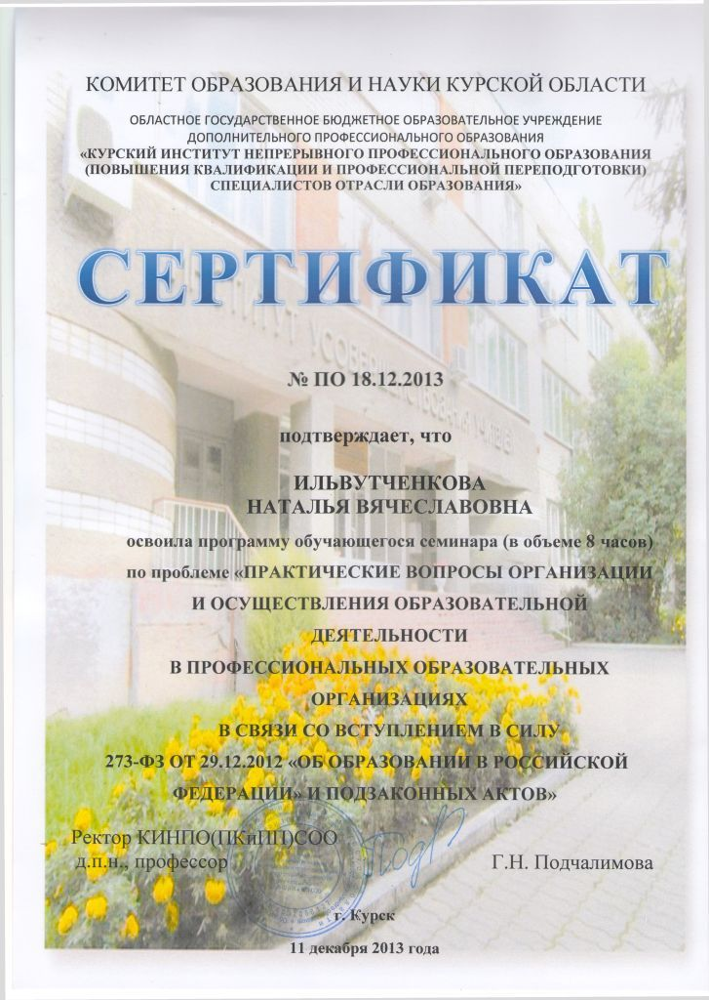 КОМИТЕТ ОБРАЗОВАНИЯ И НАУКИ КУРСКОЙ ОБЛАСТИ
ОБЛАСТНОЕ ГОСУДАРСТВЕННОЕ БЮДЖЕТНОЕ ОБРАЗОВАТЕЛЬНОЕ УЧРЕЖДЕНИЕ
ДОПОЛНИТЕЛЬНОГО ПРОФЕССИОНАЛЬНОГО ОБРАЗОВАНИЯ
«КУРСКИЙ ИНСТИТУТ НЕПРЕРЫВНОГО ПРОФЕССИОНАЛЬНОГО ОБРАЗОВАНИЯ
(ПОВЫШЕНИЯ КВАЛИФИКАЦИИ И ПРОФЕССИОНАЛЬНОЙ ПЕРЕПОДГОТОВКИ)
СПЕЦИАЛИСТОВ ОТРАСЛИ ОБРАЗОВАНИЯ»
СЕРТИФИКАТ
ИНСТИТУТ УСОВЕРШЕНСТВОВАНИЯ УЧИТЕЛЕЙ
№ ПО 18.12.2013
подтверждает, что
ИЛЬВУТЧЕНКОВА
НАТАЛЬЯ ВЯЧЕСЛАВОВНА
освоила программу обучающегося семинара (в объеме 8 часов)
по проблеме «ПРАКТИЧЕСКИЕ ВОПРОСЫ ОРГАНИЗАЦИИ
И ОСУЩЕСТВЛЕНИЯ ОБРАЗОВАТЕЛЬНОЙ
ДЕЯТЕЛЬНОСТИ
В ПРОФЕССИОНАЛЬНЫХ ОБРАЗОВАТЕЛЬНЫХ
ОРГАНИЗАЦИЯХ
В СВЯЗИ СО ВСТУПЛЕНИЕМ В СИЛУ
273-ФЗ ОТ 29.12.2012 «ОБ ОБРАЗОВАНИИ В РОССИЙСКОЙ
ФЕДЕРАЦИИ» И ПОДЗАКОННЫХ АКТОВ»
Ректор КИНПО(ПКиПП)СОО
д.п.н., профессор
Г.Н. Подчалимова
г. Курск
11 декабря 2013 года